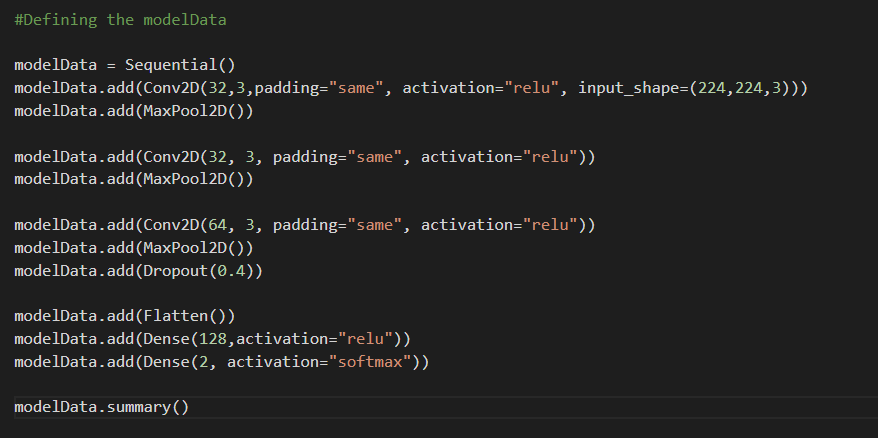 #Defining the modelData
modelData = Sequential()
modelData.add(Conv2D(32,3,padding="same", activation="relu", input_shape=(224,224,3)))
modelData.add(MaxPool2D())
modelData.add(Conv2D(32, 3, padding="same", activation="relu"))
modelData.add(MaxPool2D())
modelData.add(Conv2D(64, 3, padding="same", activation="relu"))
modelData.add(MaxPool2D())
modelData.add(Dropout(0.4))
modelData.add(Flatten())
modelData.add(Dense(128,activation="relu"))
modelData.add(Dense(2, activation="softmax"))
modelData.summary()